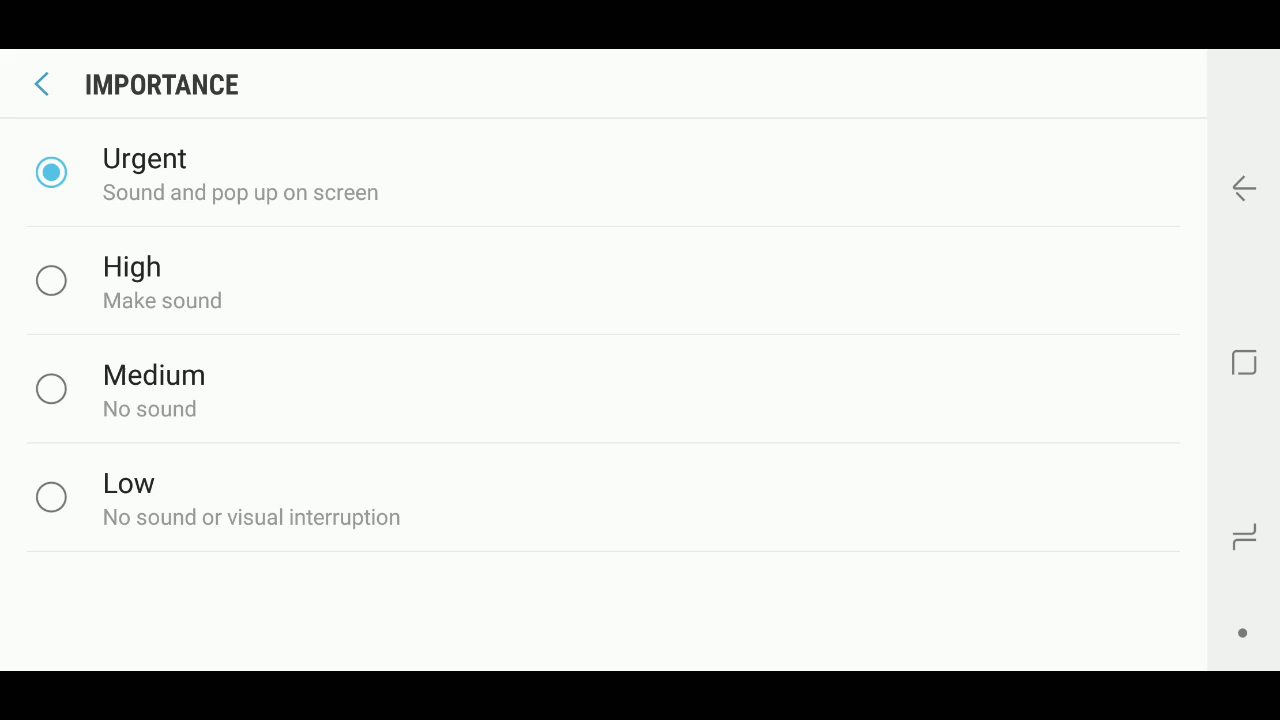 IMPORTANCE
Urgent
Sound and pop up on screen
High
Make sound
Medium
No sound
Low
No sound or visual interruption